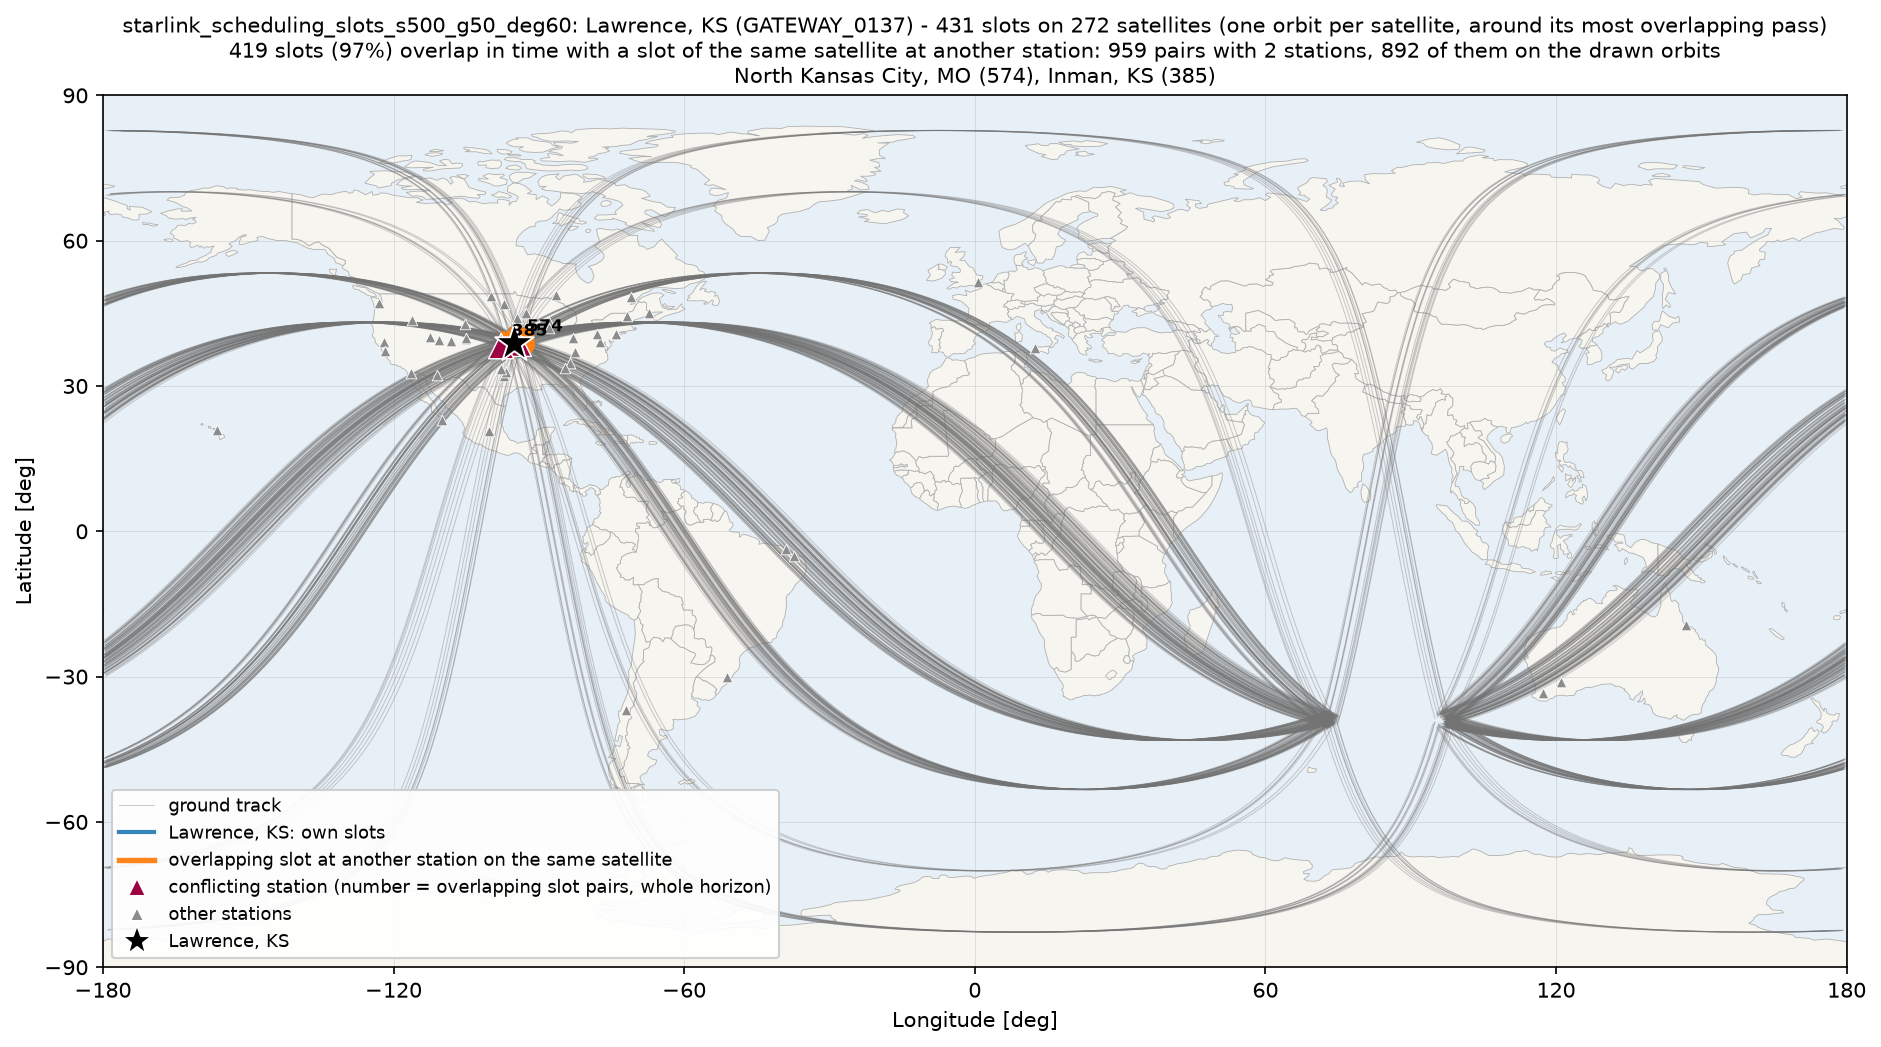 starlink_scheduling_slots_s500_g50_deg60: Lawrence, KS (GATEWAY_0137) - 431 slots on 272 satellites (one orbit per satellite, around its most overlapping pass)
419 slots (97%) overlap in time with a slot of the same satellite at another station: 959 pairs with 2 stations, 892 of them on the drawn orbits
North Kansas City, MO (574), Inman, KS (385)
90
60
30
0
−30
−60
−90
Latitude [deg]
574
385
ground track
Lawrence, KS: own slots
overlapping slot at another station on the same satellite
conflicting station (number = overlapping slot pairs, whole horizon)
other stations
Lawrence, KS
−180
−120
−60
0
60
120
180
Longitude [deg]